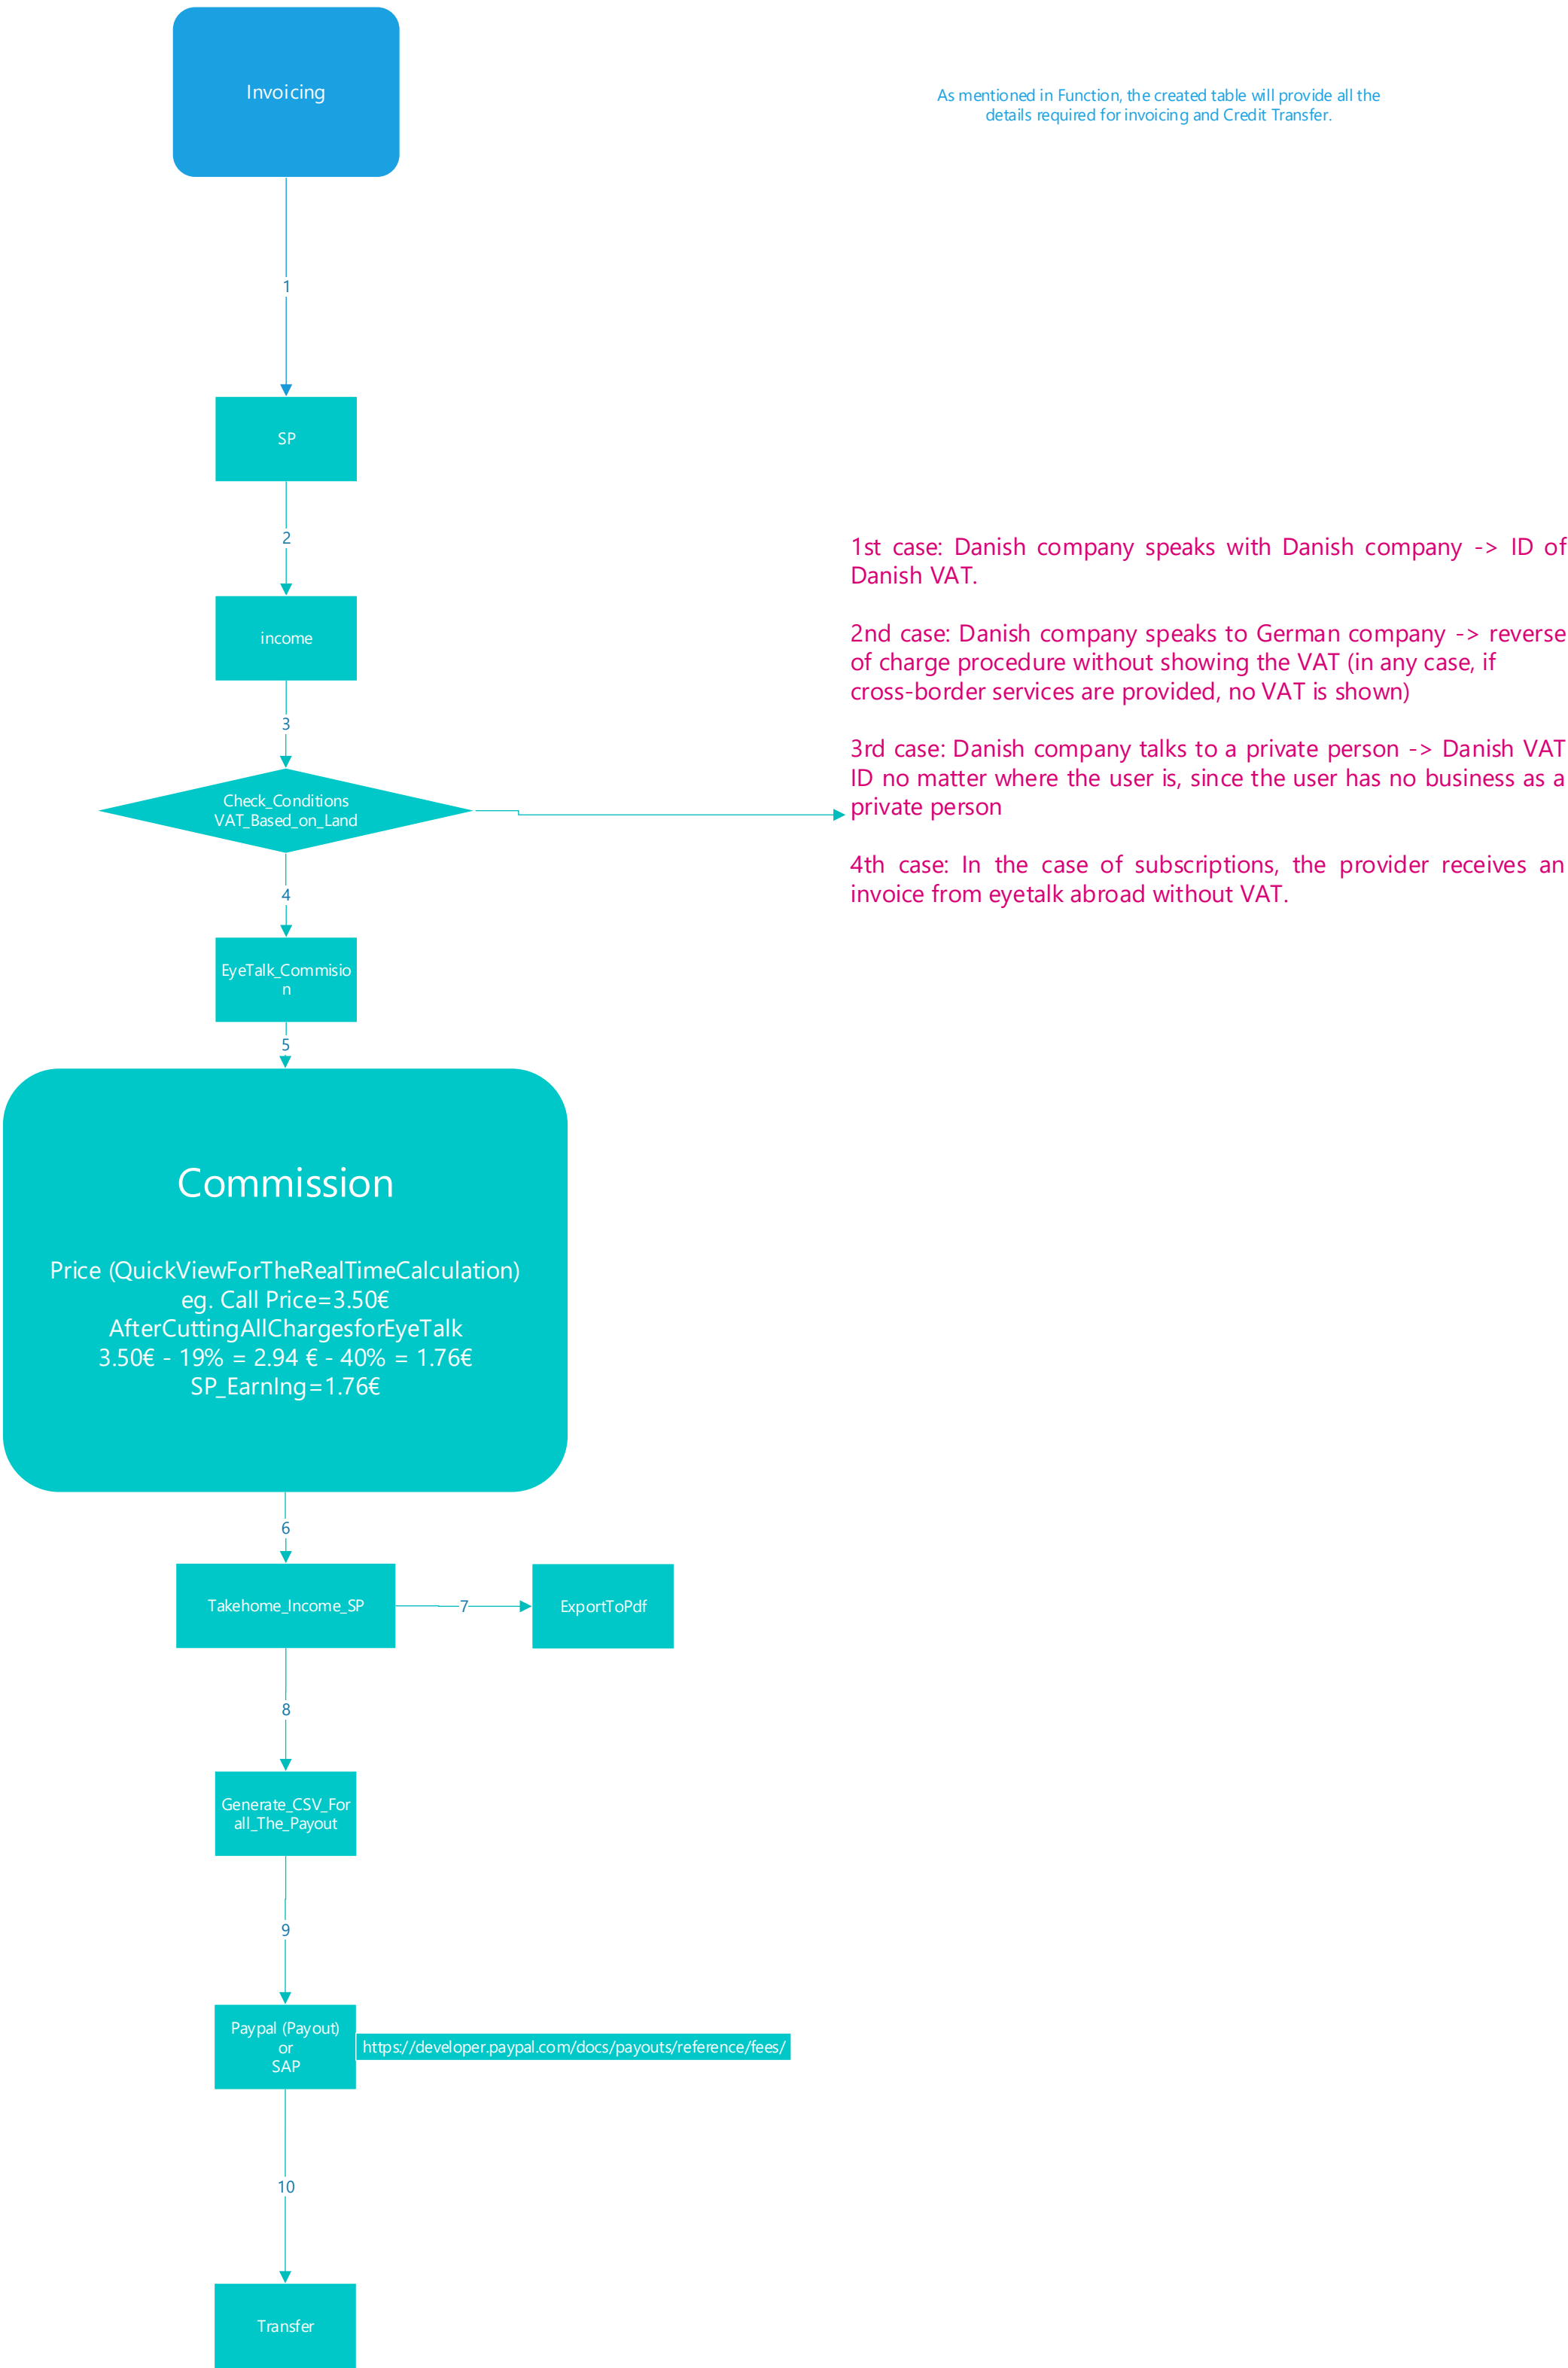 Invoicing
As mentioned in Function, the created table will provide all the
details required for invoicing and Credit Transfer.
1
SP
2
1st case: Danish company speaks with Danish company -> ID of
Danish VAT.
2nd case: Danish company speaks to German company -> reverse
of charge procedure without showing the VAT (in any case, if
cross-border services are provided, no VAT is shown)
3rd case: Danish company talks to a private person -> Danish VAT
ID no matter where the user is, since the user has no business as a
private person
4th case: In the case of subscriptions, the provider receives an
invoice from eyetalk abroad without VAT.
income
3
Check_Conditions
VAT_Based_on_Land
4
EyeTalk_Commisio
n
5
Commission
Price (QuickViewForTheRealTimeCalculation)
eg. Call Price=3.50€
AfterCuttingAllChargesforEyeTalk
3.50€ - 19% = 2.94 € - 40% = 1.76€
SP_EarnIng=1.76€
6
Takehome_Income_SP
7
ExportToPdf
8
Generate_CSV_For
all_The_Payout
9
Paypal (Payout)
or
SAP
https://developer.paypal.com/docs/payouts/reference/fees/
10
Transfer